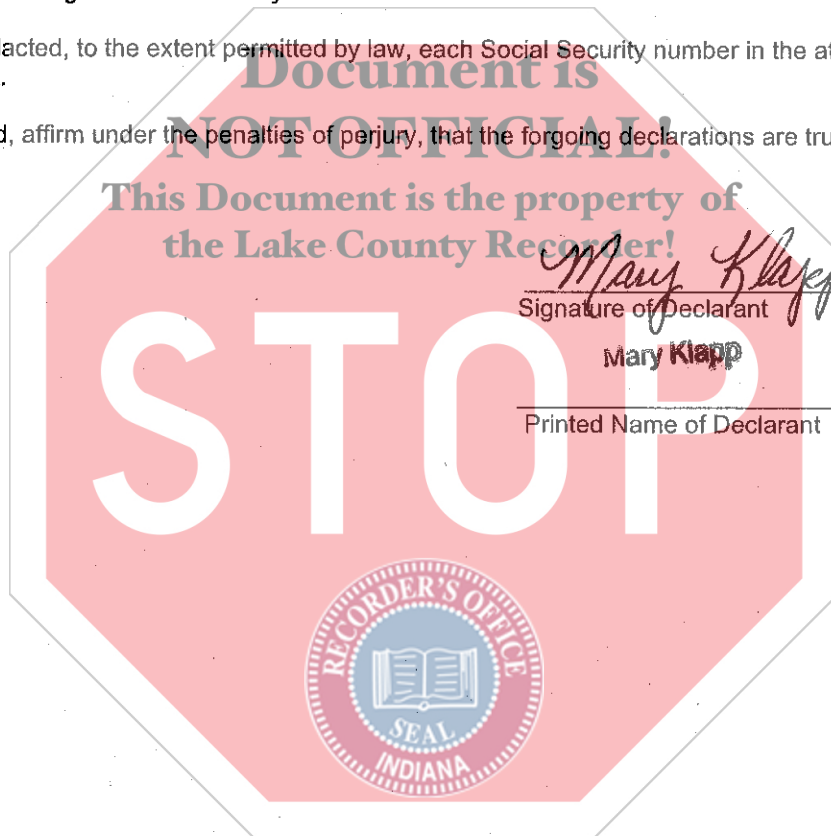 lacted, to the extent permitted by law, each Social Security number in the at
.
d, affirm under the penalties of perjury, that the forgoing declarations are tru
Document is
NOT OFFICIAL!
This Document is the property of
the Lake County Recorder!
Mary Klapp
Signature of Declarant
Mary Klapp
Printed Name of Declarant
STOP
RECORDER'S OFFICE
SEAL
INDIANA